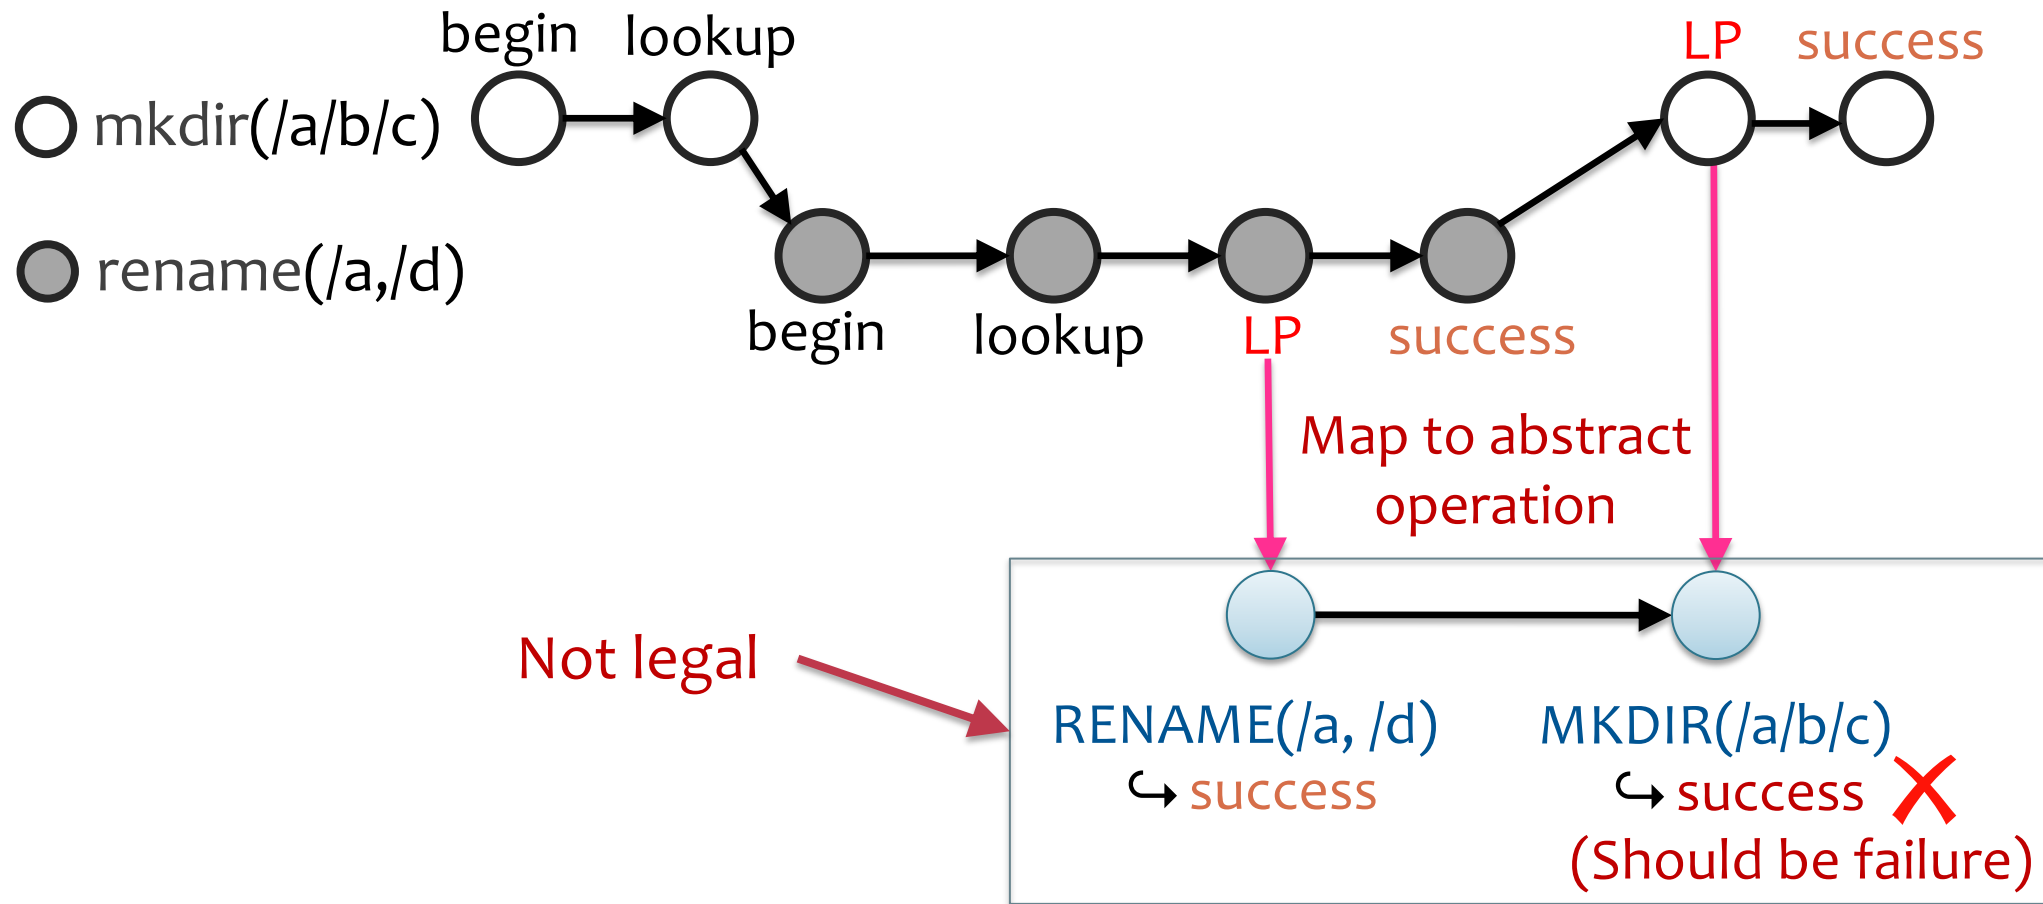 begin lookup
LP success
mkdir(/a/b/c)
rename(/a,/d)
begin lookup LP success
Map to abstract
operation
Not legal
RENAME(/a, /d) MKDIR(/a/b/c)
↪ success ↪ success ✗
(Should be failure)